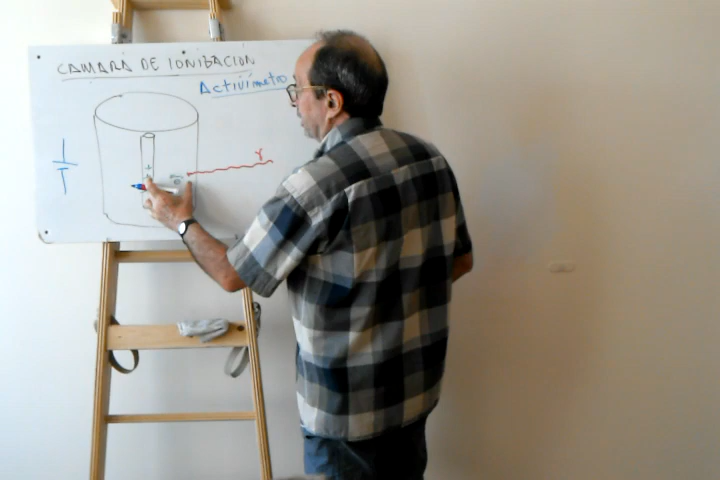 CAMARA DE IONIZACION
Activímetro
γ
+
e⁻